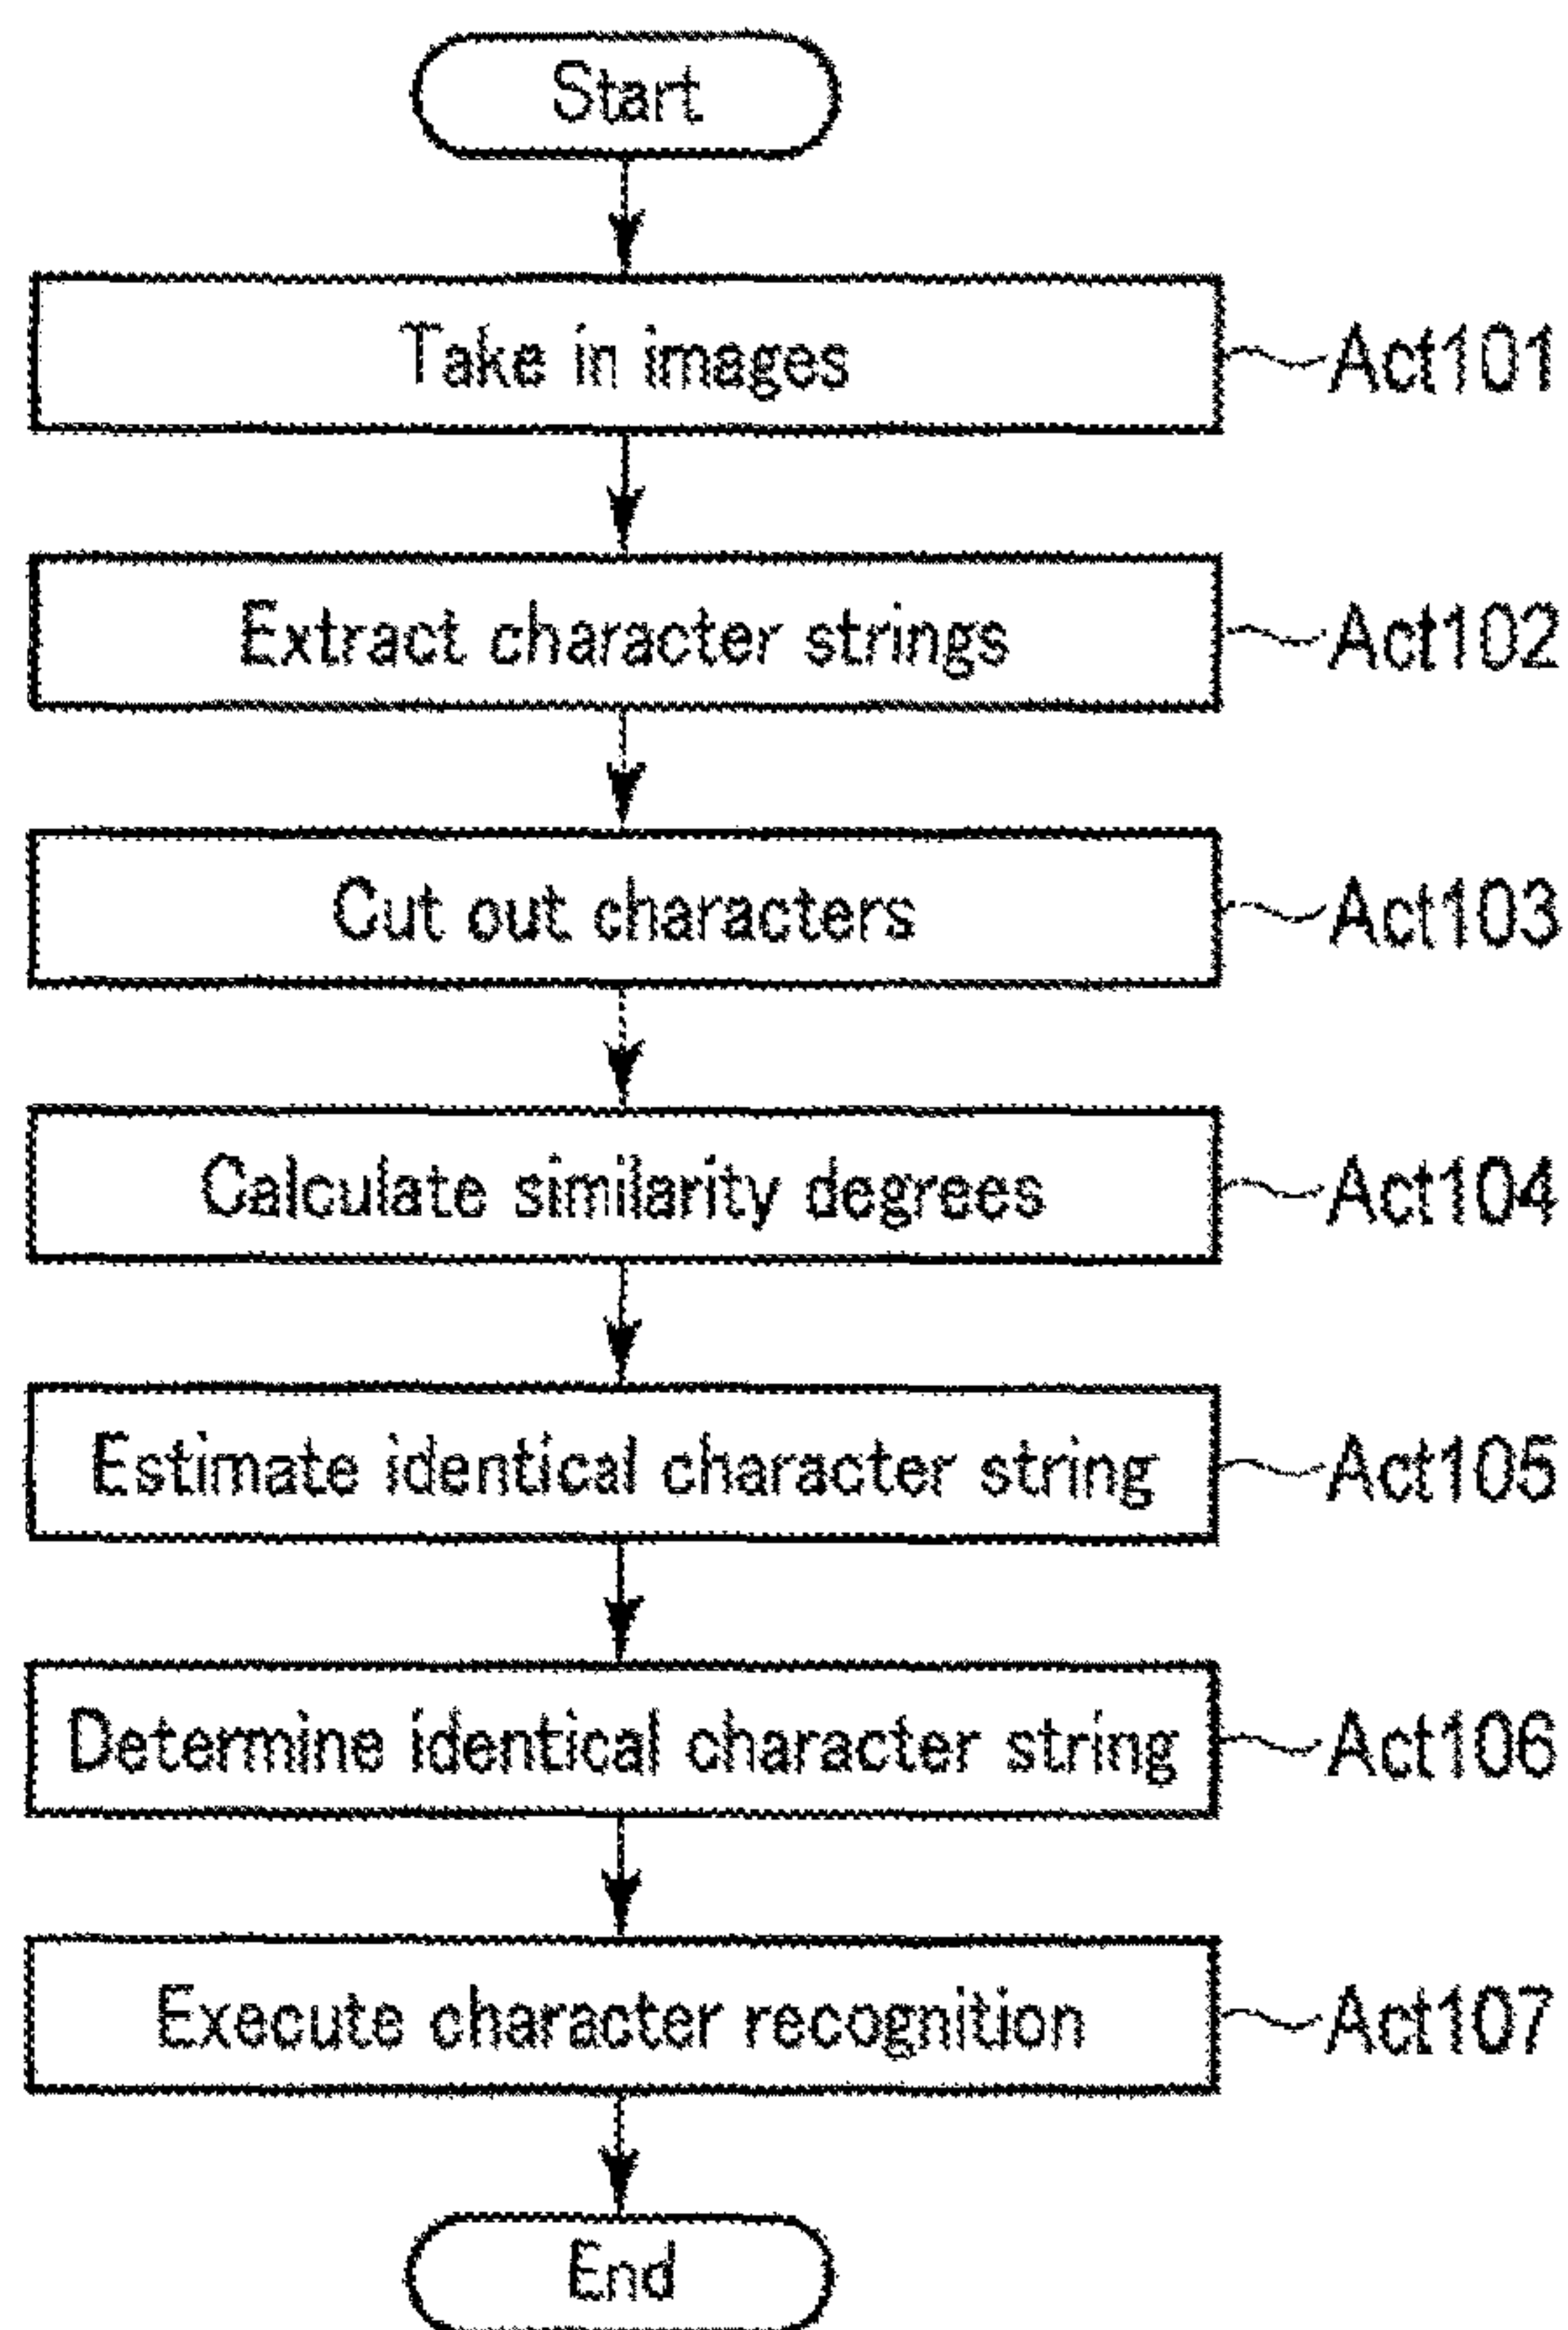 Start
Take in images
Act101
Extract character strings
Act102
Cut out characters
Act103
Calculate similarity degrees
Act104
Estimate identical character string
Act105
Determine identical character string
Act106
Execute character recognition
Act107
End